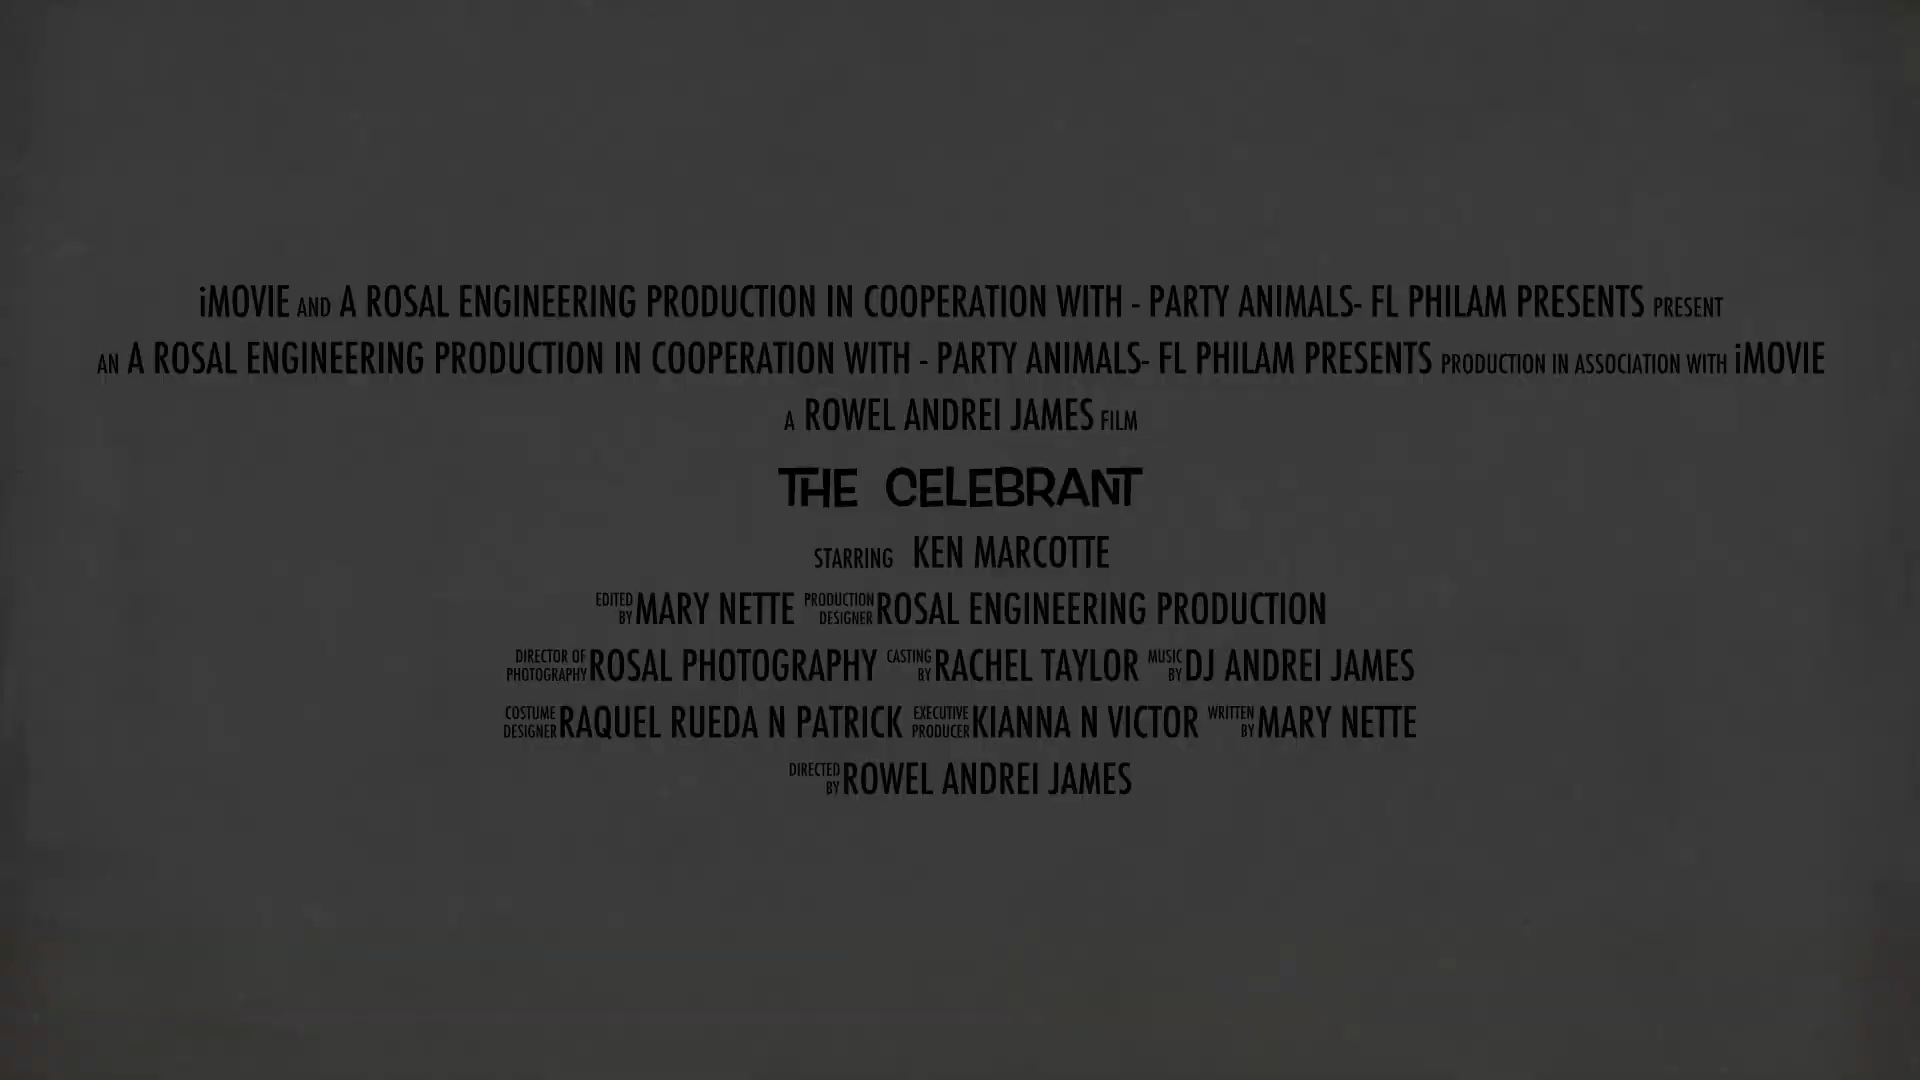 iMOVIE AND A ROSAL ENGINEERING PRODUCTION IN COOPERATION WITH - PARTY ANIMALS- FL PHILAM PRESENTS PRESENT
AN A ROSAL ENGINEERING PRODUCTION IN COOPERATION WITH - PARTY ANIMALS- FL PHILAM PRESENTS PRODUCTION IN ASSOCIATION WITH iMOVIE
A ROWEL ANDREI JAMES FILM
THE CELEBRANT
STARRING KEN MARCOTTE
EDITED BY MARY NETTE PRODUCTION DESIGNER ROSAL ENGINEERING PRODUCTION
DIRECTOR OF PHOTOGRAPHY ROSAL PHOTOGRAPHY CASTING BY RACHEL TAYLOR MUSIC BY DJ ANDREI JAMES
COSTUME DESIGNER RAQUEL RUEDA N PATRICK EXECUTIVE PRODUCER KIANNA N VICTOR WRITTEN BY MARY NETTE
DIRECTED BY ROWEL ANDREI JAMES